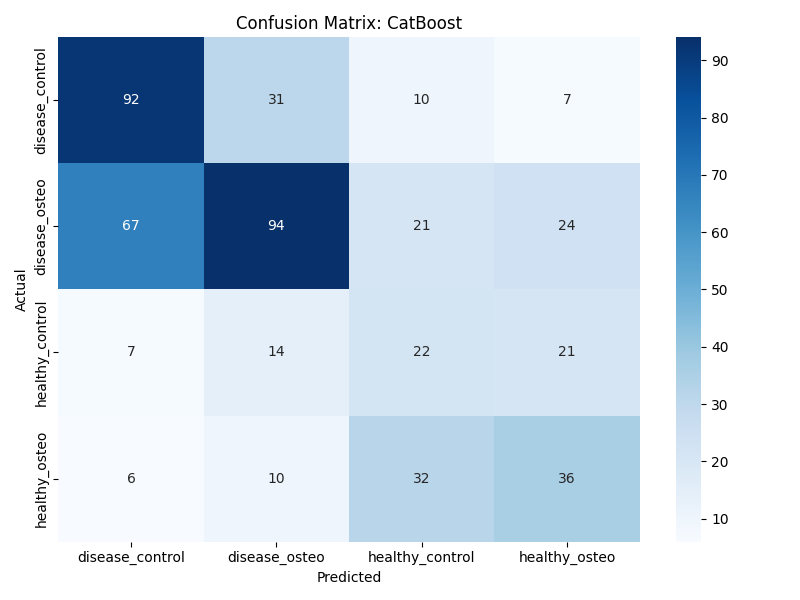 Confusion Matrix: CatBoost
Actual
disease_control
92 31 10 7
disease_osteo
67 94 21 24
healthy_control
7 14 22 21
healthy_osteo
6 10 32 36
disease_control disease_osteo healthy_control healthy_osteo
Predicted
90
80
70
60
50
40
30
20
10